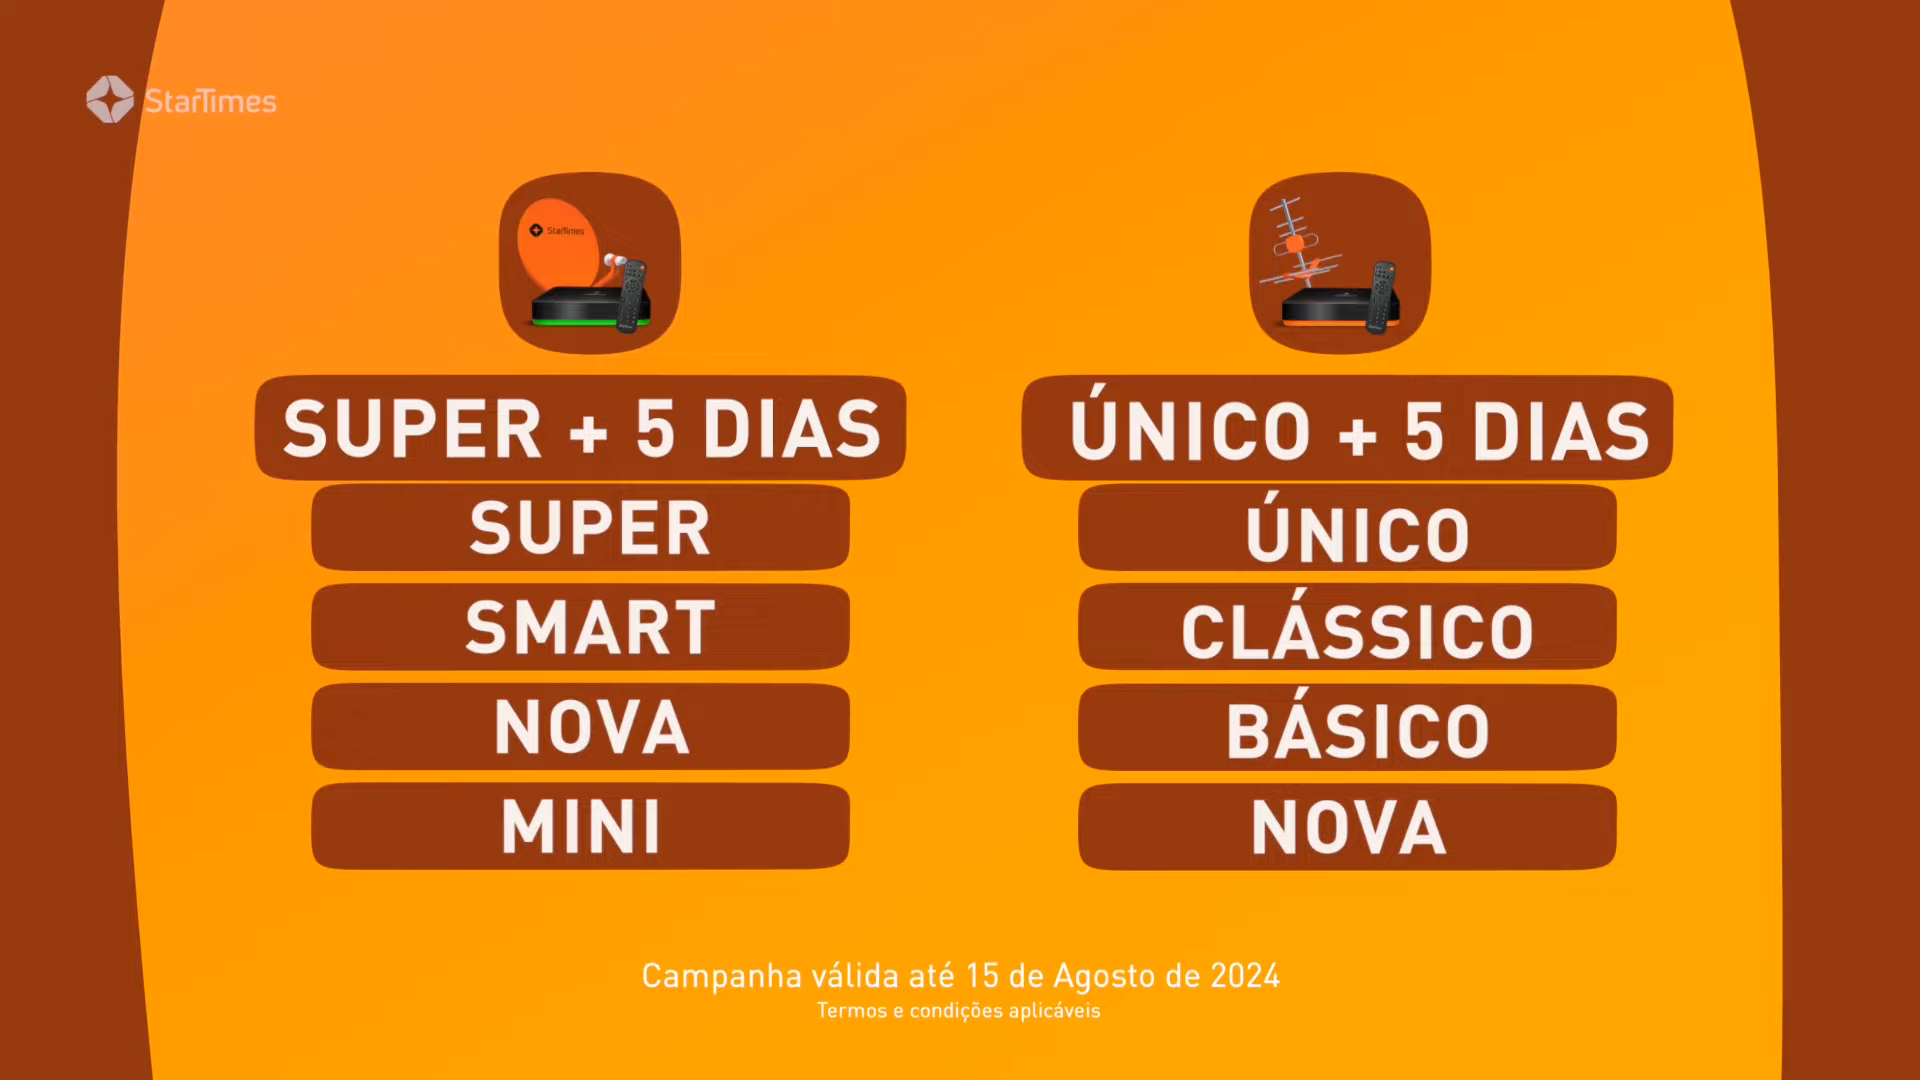 StarTimes
StarTimes
SUPER + 5 DIAS
SUPER
SMART
NOVA
MINI
ÚNICO + 5 DIAS
ÚNICO
CLÁSSICO
BÁSICO
NOVA
Campanha válida até 15 de Agosto de 2024
Termos e condições aplicáveis